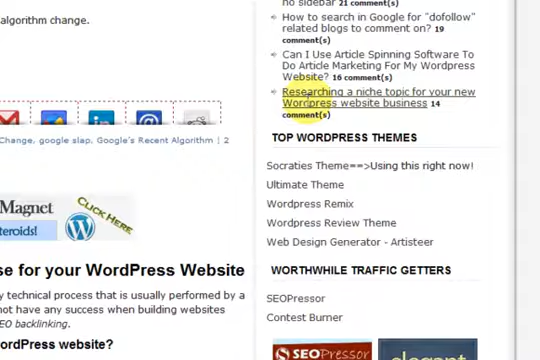 algorithm change.
Change, google slap, Google's Recent Algorithm | 2
Magnet
teroids!
CLICK HERE
se for your WordPress Website
y technical process that is usually performed by a
not have any success when building websites
EO backlinking.
ordPress website?
no sidebar 21 comment(s)
How to search in Google for "dofollow"
related blogs to comment on? 19
comment(s)
Can I Use Article Spinning Software To
Do Article Marketing For My WordPress
Website? 16 comment(s)
Researching a niche topic for your new
Wordpress website business 14
comment(s)
TOP WORDPRESS THEMES
Socraties Theme==>Using this right now!
Ultimate Theme
Wordpress Remix
Wordpress Review Theme
Web Design Generator - Artisteer
WORTHWHILE TRAFFIC GETTERS
SEOPressor
Contest Burner
SEOPressor
elegant